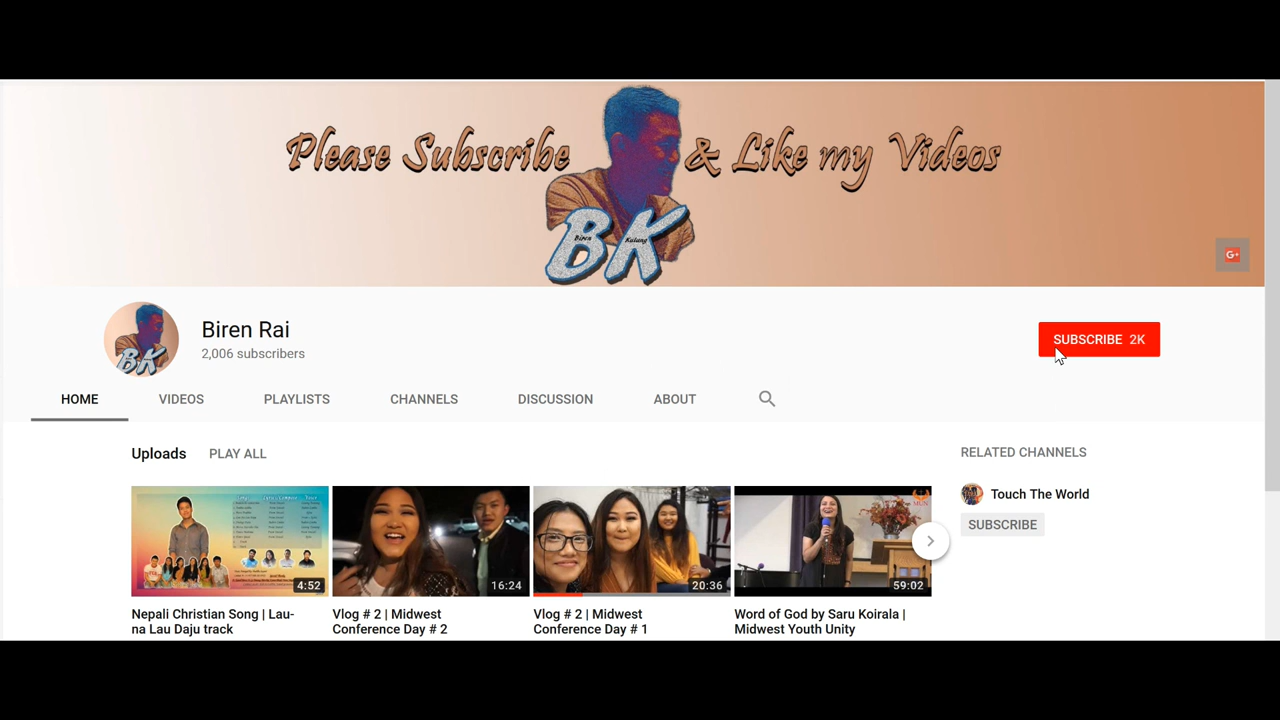 Please Subscribe & Like my Videos
BK
Biren Kulung
G+
Biren Rai
2,006 subscribers
SUBSCRIBE 2K
BK
HOME VIDEOS PLAYLISTS CHANNELS DISCUSSION ABOUT
Uploads PLAY ALL
RELATED CHANNELS
Touch The World
SUBSCRIBE
4:52
16:24
20:36
59:02
Nepali Christian Song | Lau-
na Lau Daju track
Vlog # 2 | Midwest
Conference Day # 2
Vlog # 2 | Midwest
Conference Day # 1
Word of God by Saru Koirala |
Midwest Youth Unity